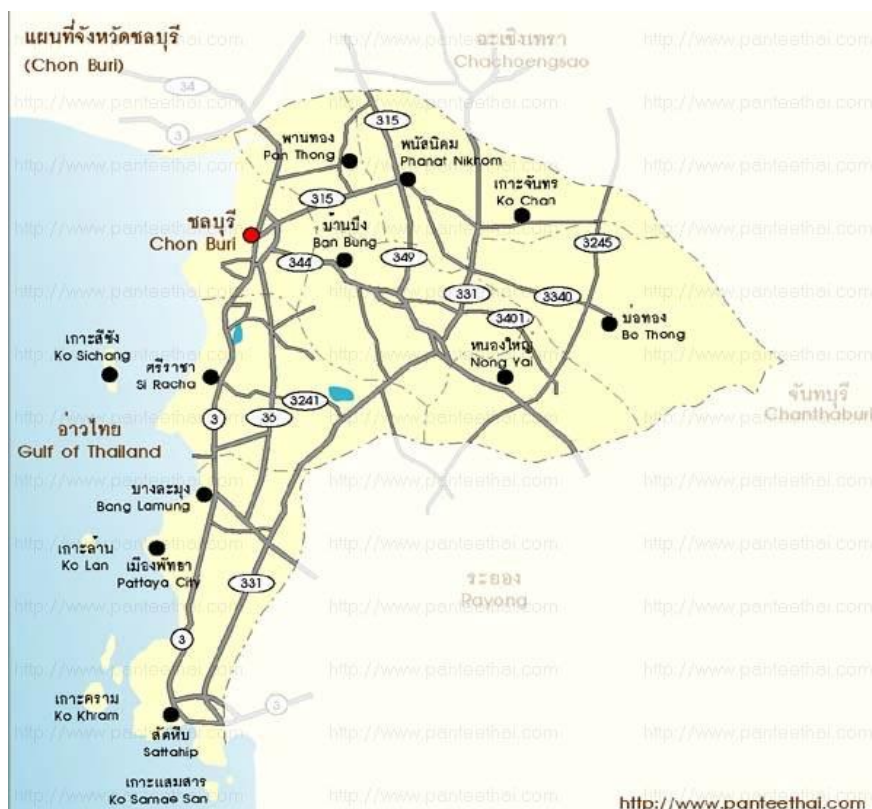 แผนที่จังหวัดชลบุรี
(Chon Buri)
ฉะเชิงเทรา
Chachoengsao
34
3
315
พานทอง
Pan Thong
พนัสนิคม
Phanat Nikhom
เกาะจันทร
Ko Chan
315
ชลบุรี
Chon Buri
บ้านบึง
Ban Bung
344
349
3245
331
3340
3401
บอทอง
Bo Thong
เกาะสีชัง
Ko Sichang
ศรีราชา
Si Racha
หนองใหญ่
Nong Yai
3241
3
36
จันทบุรี
Chanthaburi
อ่าวไทย
Gulf of Thailand
บางละมุง
Bang Lamung
เกาะล้าน
Ko Lan
เมืองพัทยา
Pattaya City
331
ระยอง
Rayong
3
เกาะคราม
Ko Khram
3
สัตหีบ
Sattahip
เกาะแสมสาร
Ko Samae San
http://www.panteethai.com